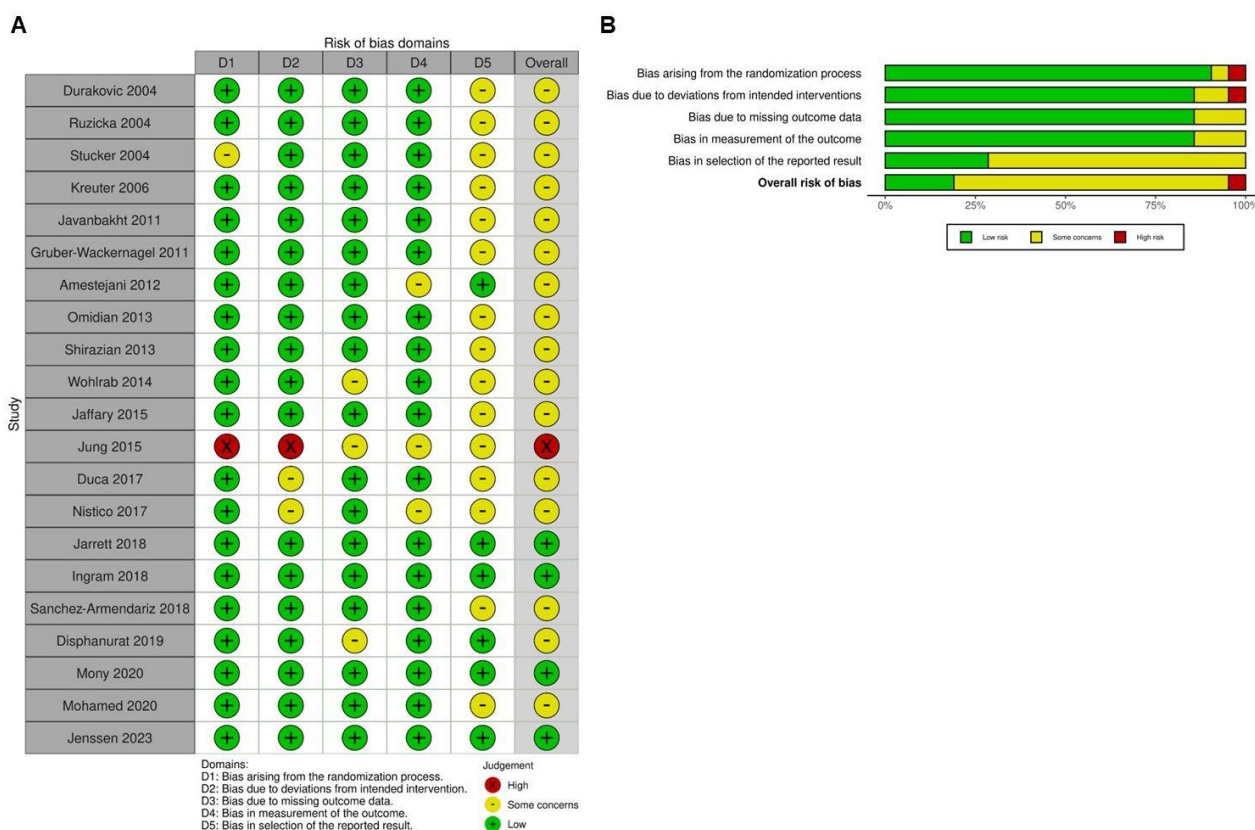 A
Risk of bias domains
D1 D2 D3 D4 D5 Overall
Study
Durakovic 2004 + + + + - -
Ruzicka 2004 + + + + - -
Stucker 2004 - + + + - -
Kreuter 2006 + + + + - -
Javanbakht 2011 + + + + - -
Gruber-Wackernagel 2011 + + + + - -
Amestejani 2012 + + + - + -
Omidian 2013 + + + + - -
Shirazian 2013 + + + + - -
Wohlrab 2014 + + - + - -
Jaffary 2015 + + + + - -
Jung 2015 X X - - - X
Duca 2017 + - + + - -
Nistico 2017 + - + - - -
Jarrett 2018 + + + + + +
Ingram 2018 + + + + + +
Sanchez-Armendariz 2018 + + + + - -
Disphanurat 2019 + + - + + -
Mony 2020 + + + + + +
Mohamed 2020 + + + + - -
Jenssen 2023 + + + + + +
Domains:
D1: Bias arising from the randomization process.
D2: Bias due to deviations from intended intervention.
D3: Bias due to missing outcome data.
D4: Bias in measurement of the outcome.
D5: Bias in selection of the reported result.
Judgement
X High
- Some concerns
+ Low
B
Bias arising from the randomization process
Bias due to deviations from intended interventions
Bias due to missing outcome data
Bias in measurement of the outcome
Bias in selection of the reported result
Overall risk of bias
0% 25% 50% 75% 100%
Low risk Some concerns High risk